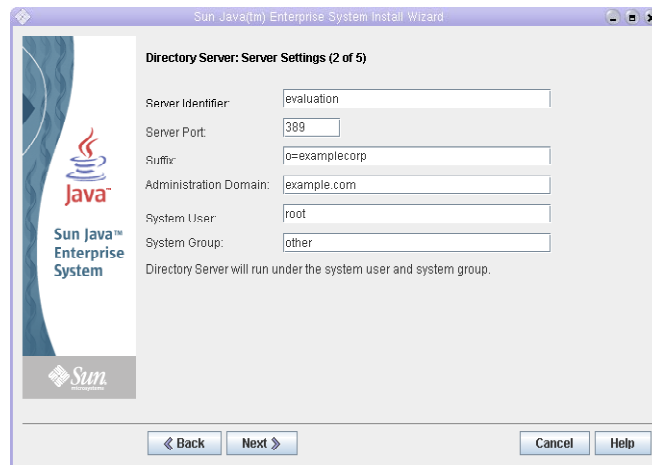 Sun Java(tm) Enterprise System Install Wizard
Directory Server: Server Settings (2 of 5)
Server Identifier: evaluation
Server Port: 389
Suffix: o=examplecorp
Administration Domain: example.com
System User: root
System Group: other
Directory Server will run under the system user and system group.
Java™
Sun Java™
Enterprise
System
Sun
microsystems
Back Next Cancel Help